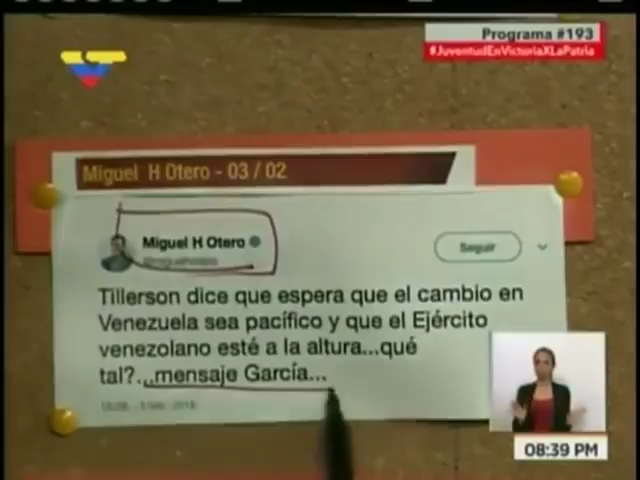 Programa #193
#JuventudEnVictoriaXLaPatria
Miguel H Otero - 03 / 02
Miguel H Otero
Seguir
Tillerson dice que espera que el cambio en
Venezuela sea pacífico y que el Ejército
venezolano esté a la altura...qué
tal?...mensaje García...
08:39 PM